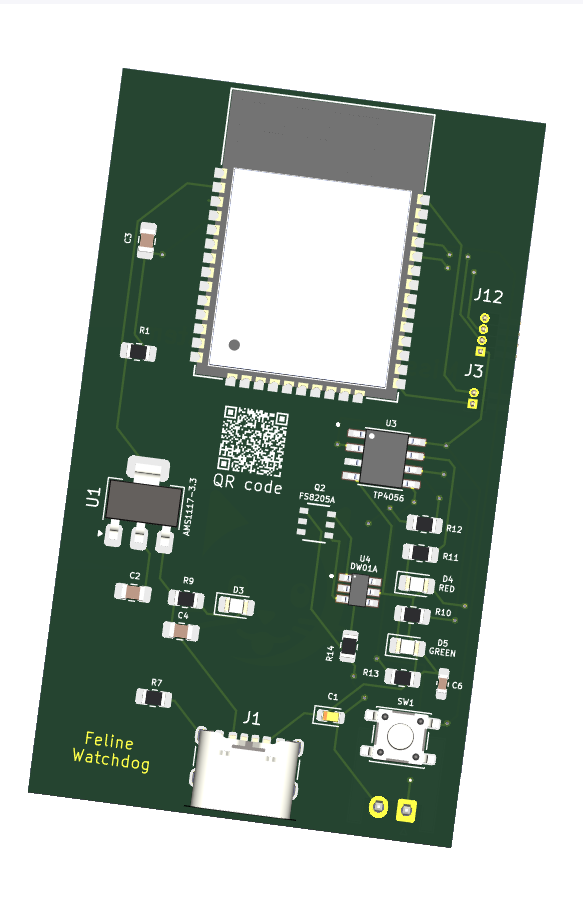 C3
J12
R1
J3
U3
QR code
TP4056
U1
AMS1117-3.3
Q2
FS8205A
R12
R11
U4
DW01A
D4
RED
C2
R9
D3
R10
C4
D5
GREEN
R14
R13
C6
R7
C1
SW1
J1
Feline
Watchdog